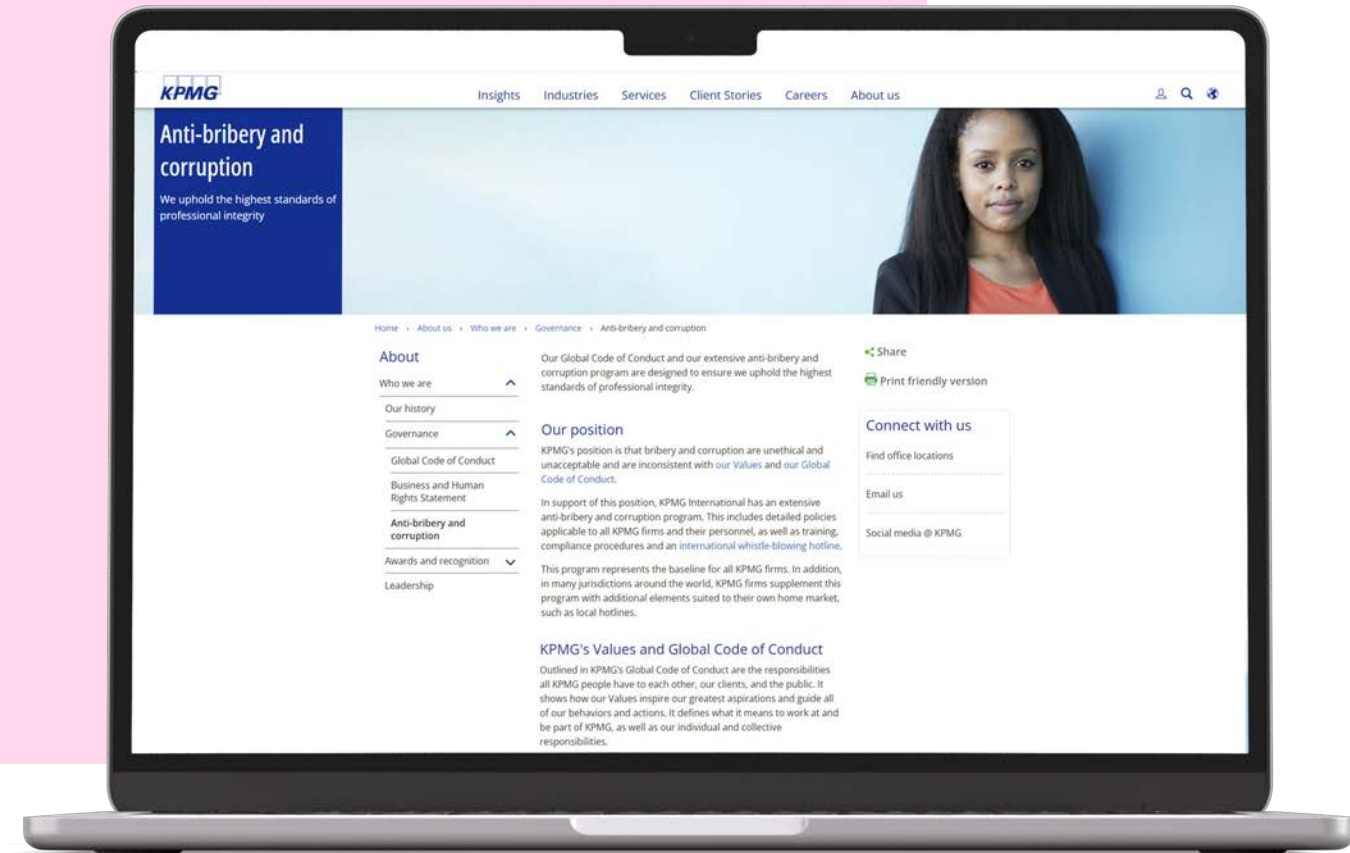 KPMG
Insights Industries Services Client Stories Careers About us
Anti-bribery and
corruption
We uphold the highest standards of
professional integrity
Home › About us › Who we are › Governance › Anti-bribery and corruption
About
Who we are
Our history
Governance
Global Code of Conduct
Business and Human
Rights Statement
Anti-bribery and
corruption
Awards and recognition
Leadership
Our Global Code of Conduct and our extensive anti-bribery and
corruption program are designed to ensure we uphold the highest
standards of professional integrity.
Our position
KPMG's position is that bribery and corruption are unethical and
unacceptable and are inconsistent with our Values and our Global
Code of Conduct.
In support of this position, KPMG International has an extensive
anti-bribery and corruption program. This includes detailed policies
applicable to all KPMG firms and their personnel, as well as training,
compliance procedures and an international whistle-blowing hotline.
This program represents the baseline for all KPMG firms. In addition,
in many jurisdictions around the world, KPMG firms supplement this
program with additional elements suited to their own home market,
such as local hotlines.
KPMG's Values and Global Code of Conduct
Outlined in KPMG's Global Code of Conduct are the responsibilities
all KPMG people have to each other, our clients, and the public. It
shows how our Values inspire our greatest aspirations and guide all
of our behaviors and actions. It defines what it means to work at and
be part of KPMG, as well as our individual and collective
responsibilities.
Share
Print friendly version
Connect with us
Find office locations
Email us
Social media @ KPMG